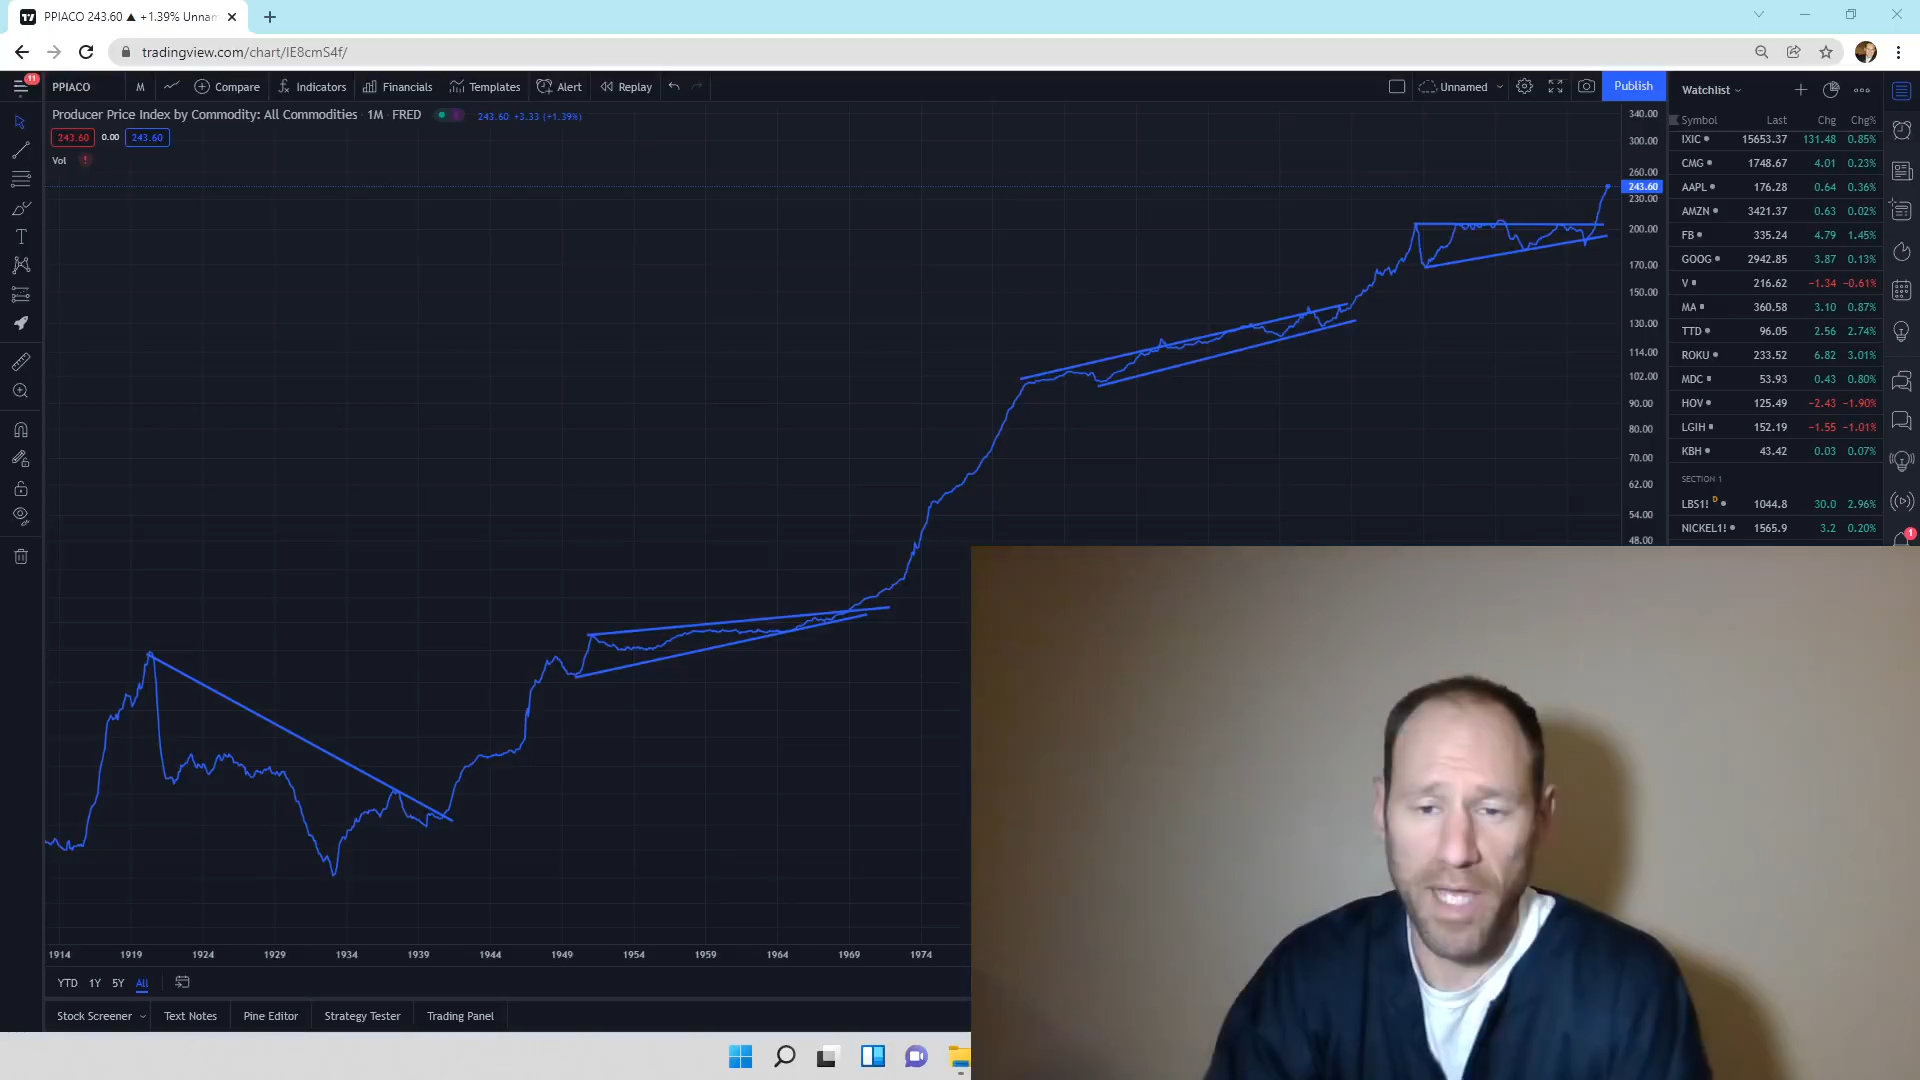 PPIACO 243.60 ▲ +1.39% Unnam
tradingview.com/chart/IE8cmS4f/
11
PPIACO M Compare Indicators Financials Templates Alert Replay Unnamed Publish
Producer Price Index by Commodity: All Commodities 1M FRED 243.60 +3.33 (+1.39%)
243.60 0.00 243.60
Vol !
340.00
300.00
260.00
243.60
230.00
200.00
170.00
150.00
130.00
114.00
102.00
90.00
80.00
70.00
62.00
54.00
48.00
Watchlist
Symbol Last Chg Chg%
IXIC 15653.37 131.48 0.85%
CMG 1748.67 4.01 0.23%
AAPL 176.28 0.64 0.36%
AMZN 3421.37 0.63 0.02%
FB 335.24 4.79 1.45%
GOOG 2942.85 3.87 0.13%
V 216.62 −1.34 −0.61%
MA 360.58 3.10 0.87%
TTD 96.05 2.56 2.74%
ROKU 233.52 6.82 3.01%
MDC 53.93 0.43 0.80%
HOV 125.49 −2.43 −1.90%
LGIH 152.19 −1.55 −1.01%
KBH 43.42 0.03 0.07%
SECTION 1
LBS1! D 1044.8 30.0 2.96%
NICKEL1! 1565.9 3.2 0.20%
1
1914 1919 1924 1929 1934 1939 1944 1949 1954 1959 1964 1969 1974
YTD 1Y 5Y All
Stock Screener Text Notes Pine Editor Strategy Tester Trading Panel